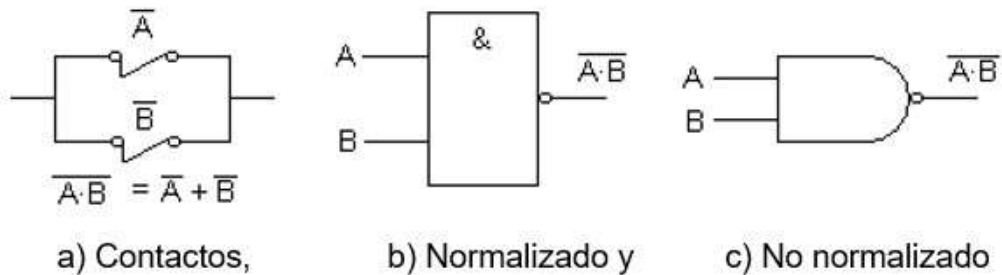 A̅
B̅
A̅·̅B̅ = A̅ + B̅
a) Contactos,
&
A
B
A̅·̅B̅
b) Normalizado y
A
B
A̅·̅B̅
c) No normalizado